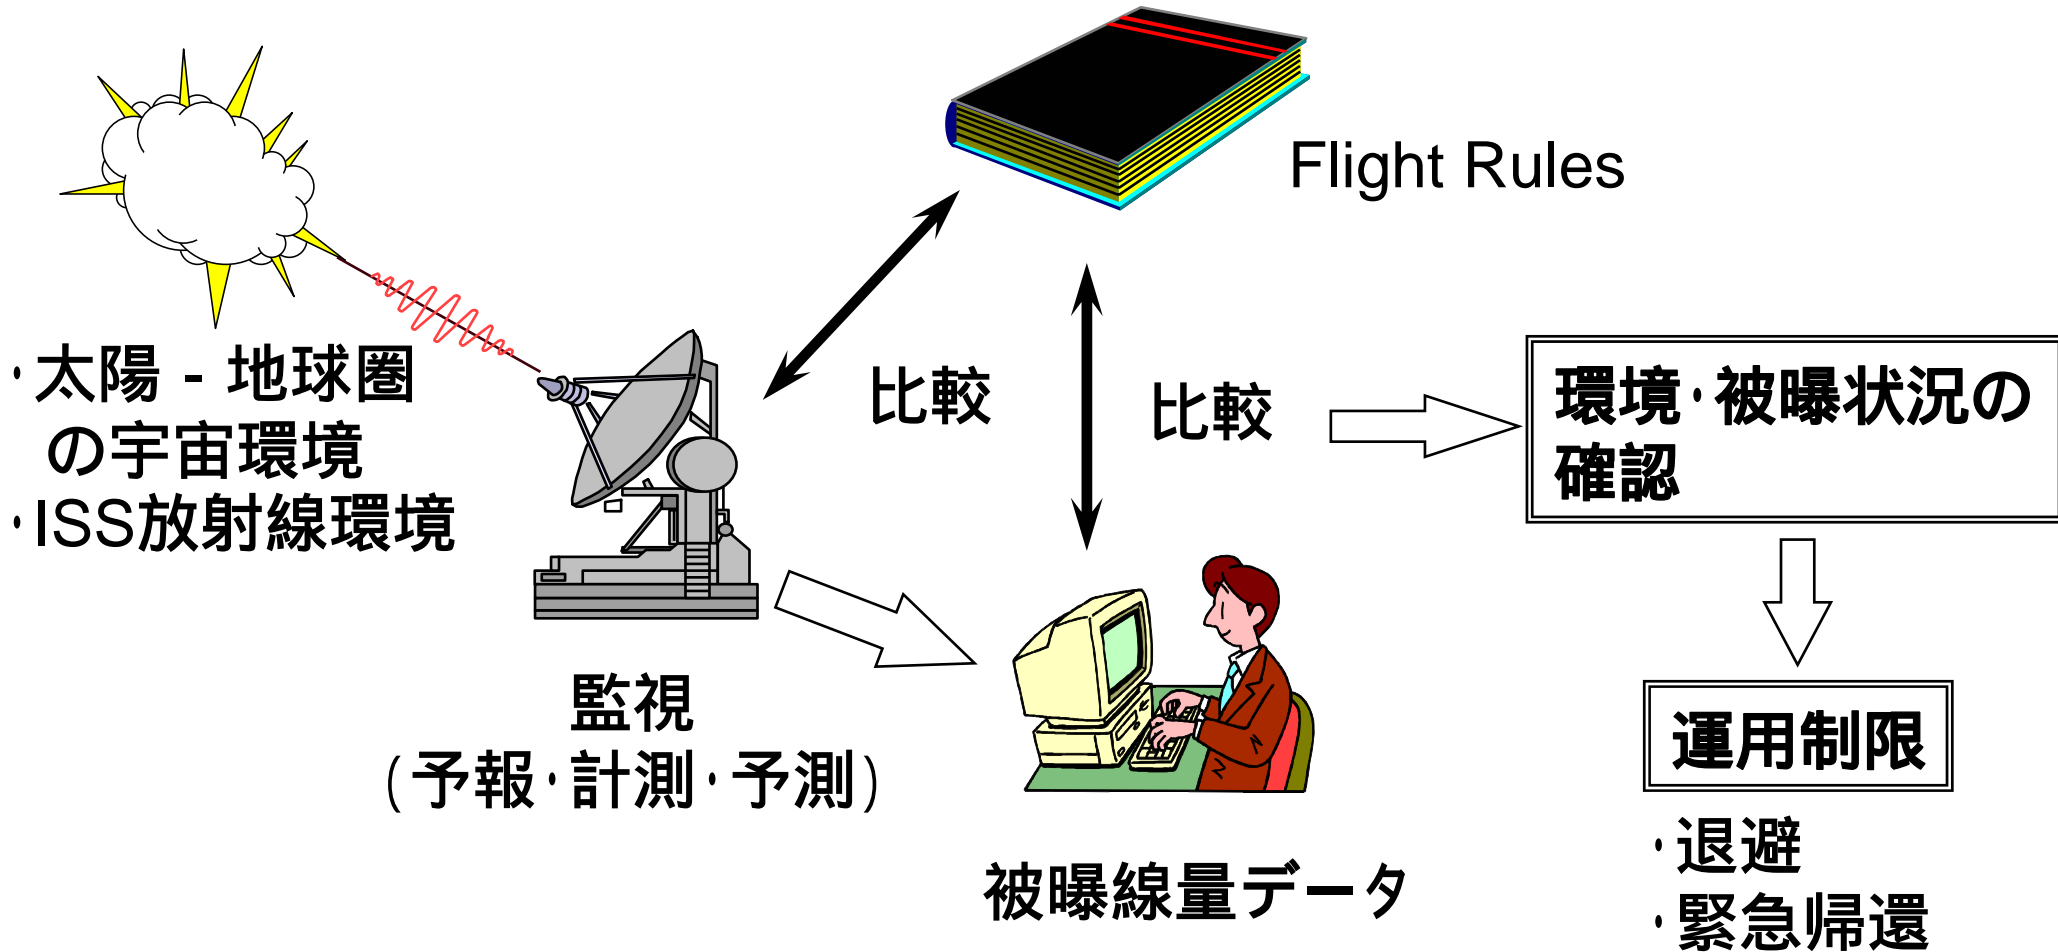 Flight Rules
・太陽 - 地球圏
の宇宙環境
・ISS放射線環境
比較
比較
環境・被曝状況の
確認
監視
(予報・計測・予測)
運用制限
・退避
・緊急帰還
被曝線量データ